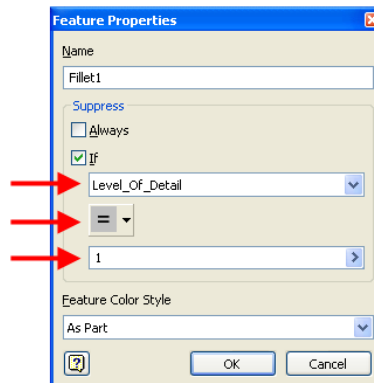 Feature Properties
Name
Fillet1
Suppress
Always
If
Level_Of_Detail
=
1
Feature Color Style
As Part
OK Cancel